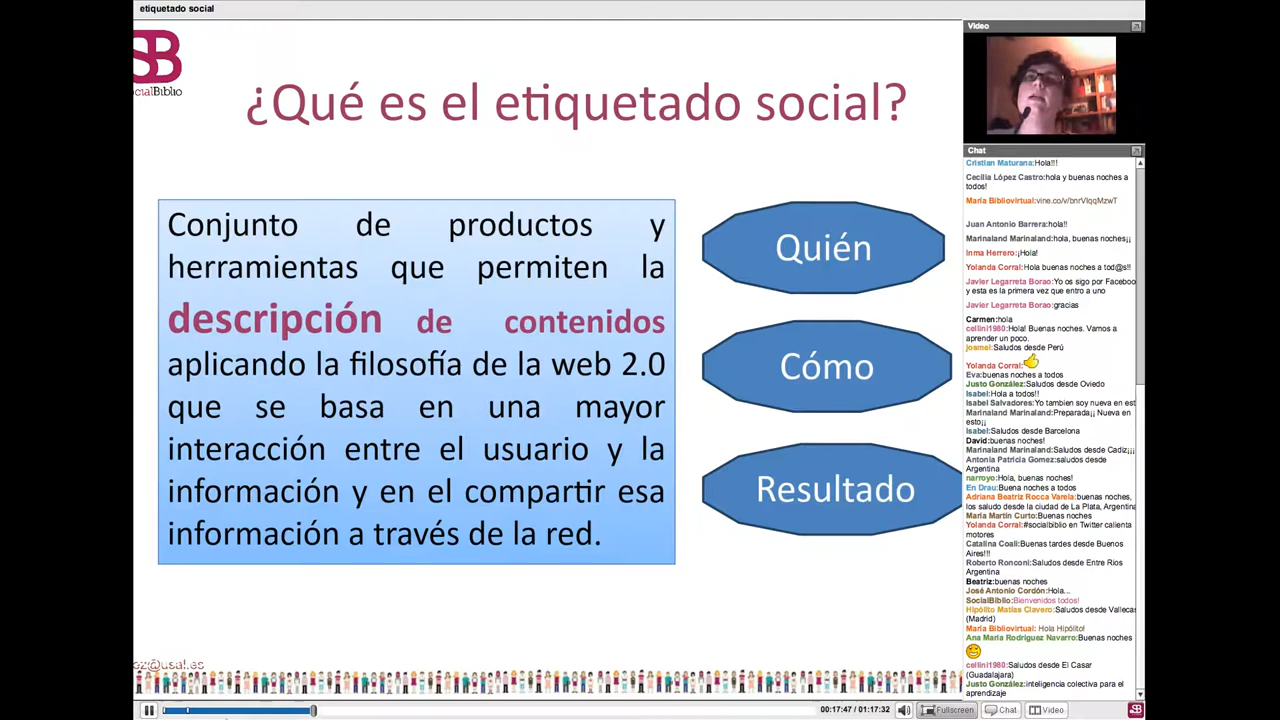 etiquetado social
SB
cialBiblio
¿Qué es el etiquetado social?
Conjunto de productos y
herramientas que permiten la
descripción de contenidos
aplicando la filosofía de la web 2.0
que se basa en una mayor
interacción entre el usuario y la
información y en el compartir esa
información a través de la red.
Quién
Cómo
Resultado
ez@usal.es
Video
Chat
Cristian Maturana:Hola!!!
Cecilia López Castro:hola y buenas noches a
todos!
María Bibliovirtual:vine.co/v/bnrVIqqMzwT
Juan Antonio Barrera:hola!!
Marinaland Marinaland:hola, buenas noches¡¡
Inma Herrero:¡Hola!
Yolanda Corral:Hola buenas noches a tod@s!!
Javier Legarreta Borao:Yo os sigo por Faceboo
y esta es la primera vez que entro a uno
Javier Legarreta Borao:gracias
Carmen:hola
cellini1980:Hola! Buenas noches. Vamos a
aprender un poco.
josmel:Saludos desde Perú
Yolanda Corral:
Eva:buenas noches a todos
Justo González:Saludos desde Oviedo
Isabel:Hola a todos!!
Isabel Salvadores:Yo tambien soy nueva en est
Marinaland Marinaland:Preparada¡¡ Nueva en
esto¡¡
Isabel:Saludos desde Barcelona
David:buenas noches!
Marinaland Marinaland:Saludos desde Cadiz¡¡¡
Antonia Patricia Gomez:saludos desde
Argentina
narroyo:Hola, buenas noches!
En Drau:Buena noches a todos
Adriana Beatriz Rocca Varela:buenas noches,
los saludo desde la ciudad de La Plata, Argentina
María Martín Curto:Buenas noches
Yolanda Corral:#socialbiblio en Twitter calienta
motores
Catalina Coali:Buenas tardes desde Buenos
Aires!!!
Roberto Ronconi:Saludos desde Entre Rios
Argentina
Beatriz:buenas noches
José Antonio Cordón:Hola...
SocialBiblio:Bienvenidos todos!
Hipólito Matías Clavero:Saludos desde Vallecas
(Madrid)
María Bibliovirtual: Hola Hipólito!
Ana María Rodríguez Navarro:Buenas noches
cellini1980:Saludos desde El Casar
(Guadalajara)
Justo González:inteligencia colectiva para el
aprendizaje
00:17:47 / 01:17:32
Fullscreen
Chat
Video
SB